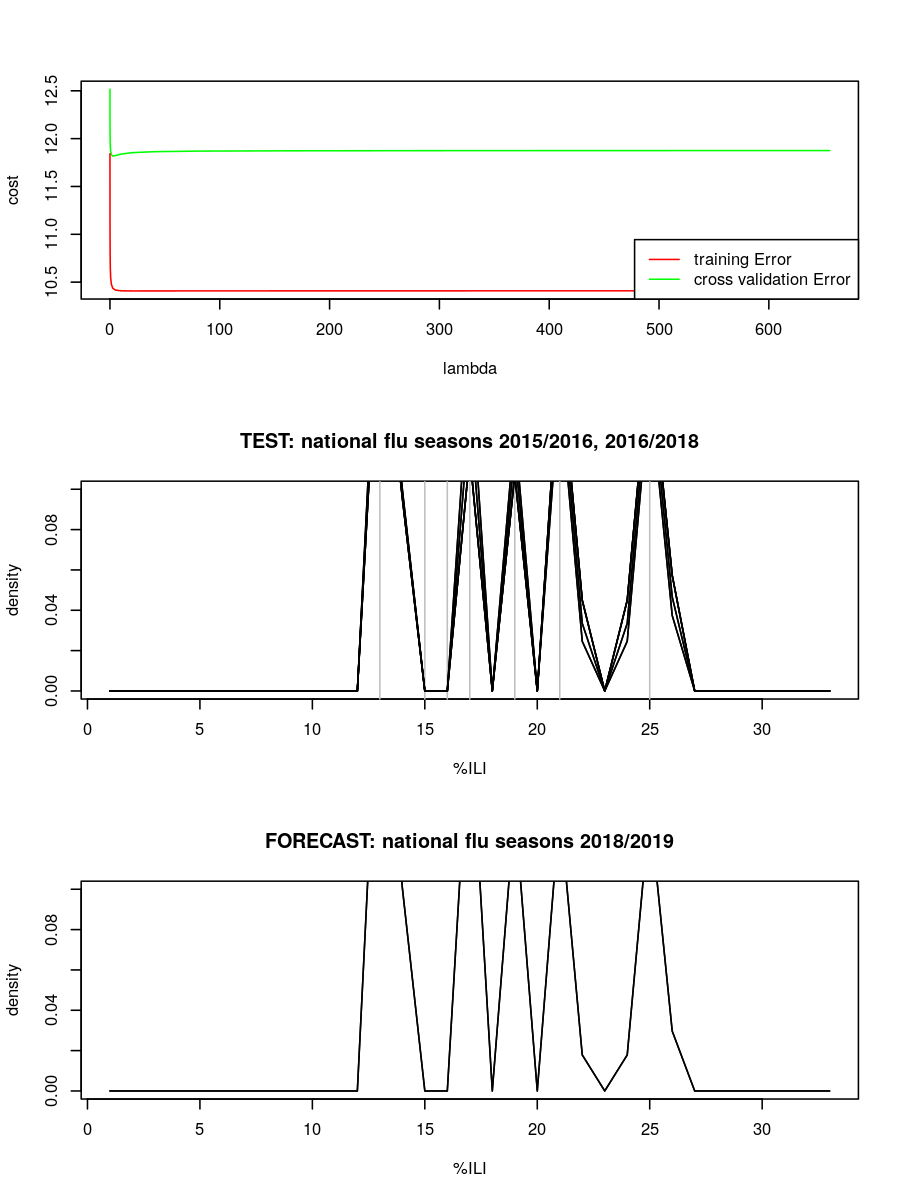 12.5
12.0
11.5
11.0
10.5
cost
training Error
cross validation Error
0 100 200 300 400 500 600
lambda
TEST: national flu seasons 2015/2016, 2016/2018
0.08
0.04
0.00
density
0 5 10 15 20 25 30
%ILI
FORECAST: national flu seasons 2018/2019
0.08
0.04
0.00
density
0 5 10 15 20 25 30
%ILI